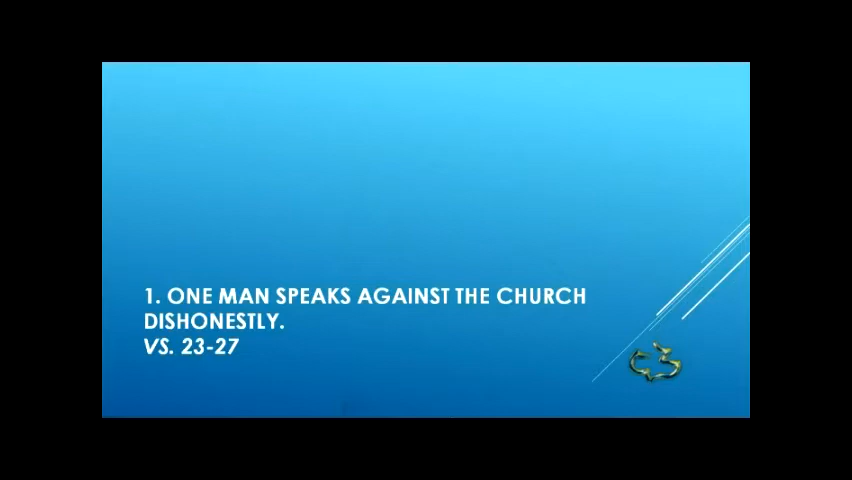 1. ONE MAN SPEAKS AGAINST THE CHURCH
DISHONESTLY.
VS. 23-27